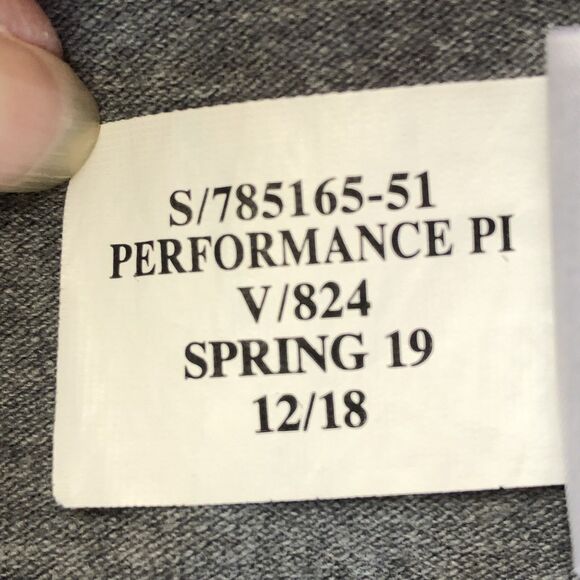 S/785165-51
PERFORMANCE PI
V/824
SPRING 19
12/18